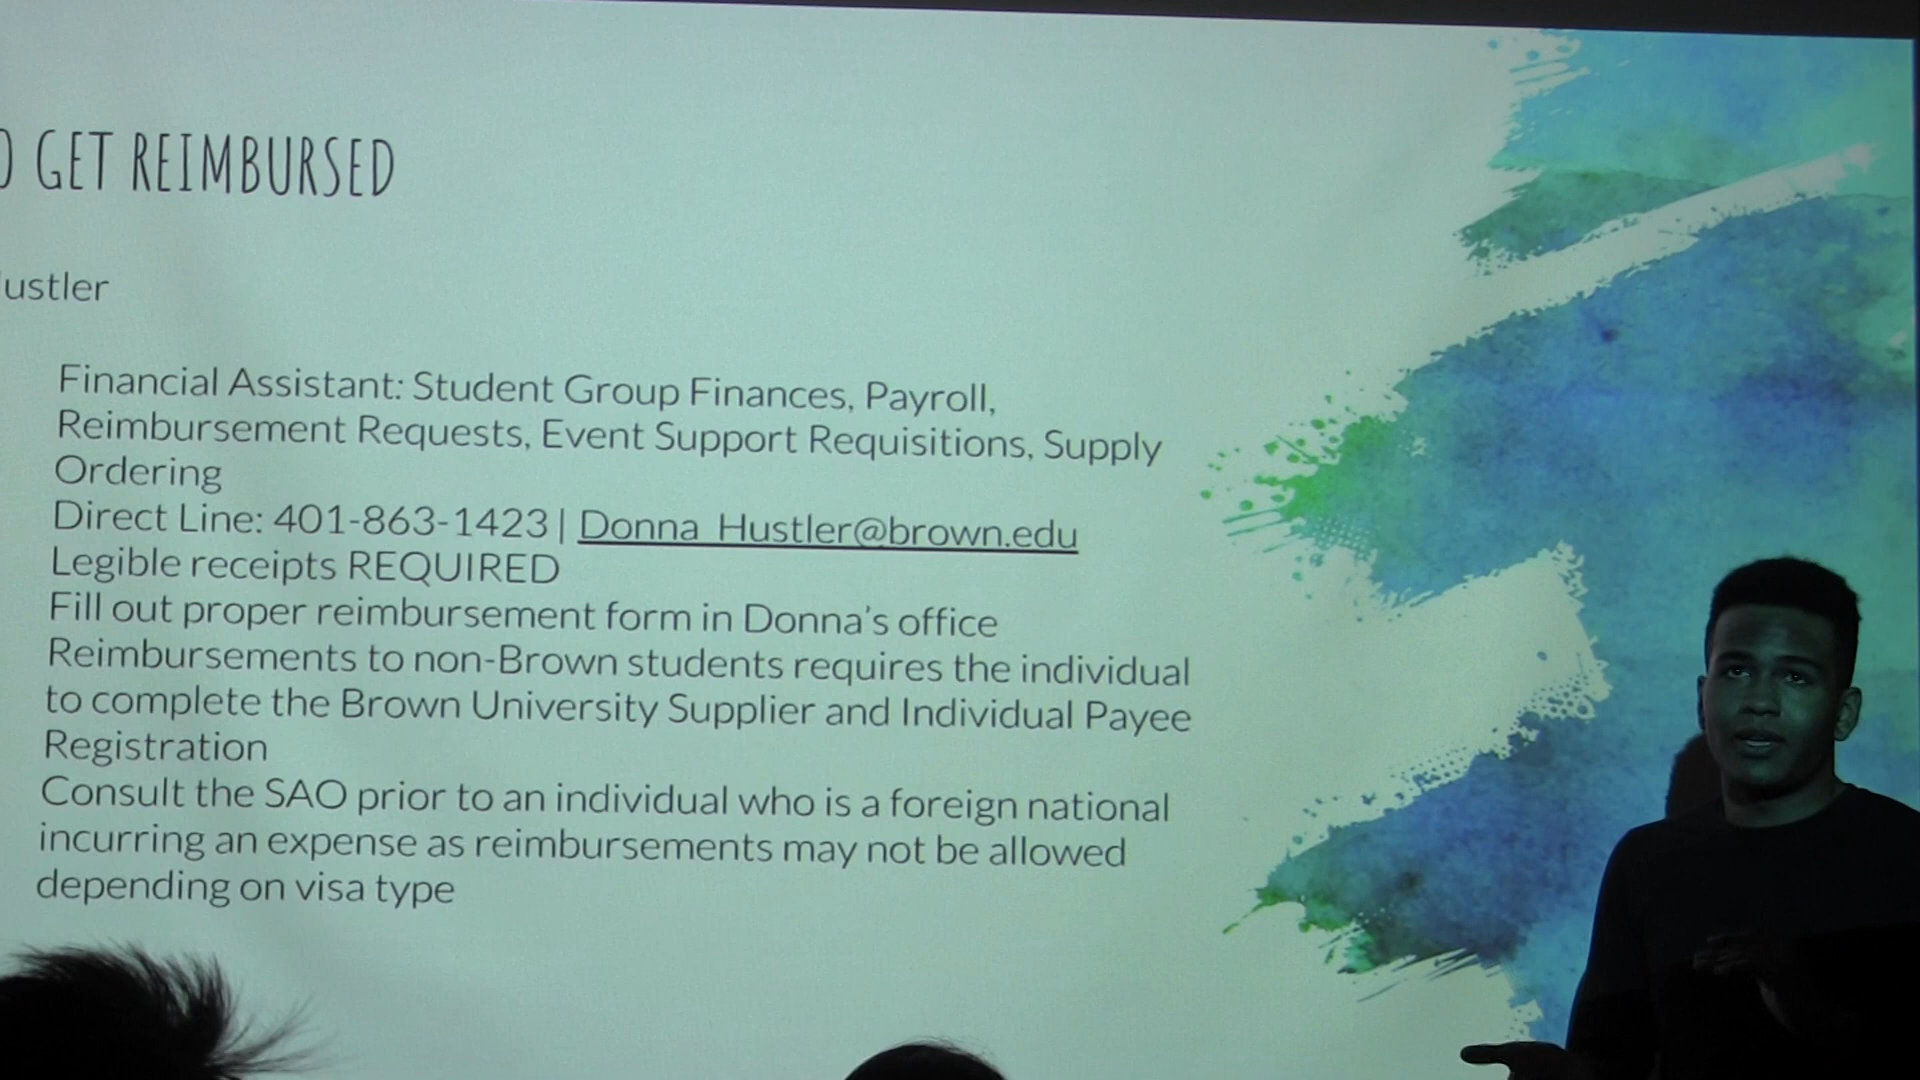 GET REIMBURSED
ustler
Financial Assistant: Student Group Finances, Payroll,
Reimbursement Requests, Event Support Requisitions, Supply
Ordering
Direct Line: 401-863-1423 | Donna_Hustler@brown.edu
Legible receipts REQUIRED
Fill out proper reimbursement form in Donna's office
Reimbursements to non-Brown students requires the individual
to complete the Brown University Supplier and Individual Payee
Registration
Consult the SAO prior to an individual who is a foreign national
incurring an expense as reimbursements may not be allowed
depending on visa type